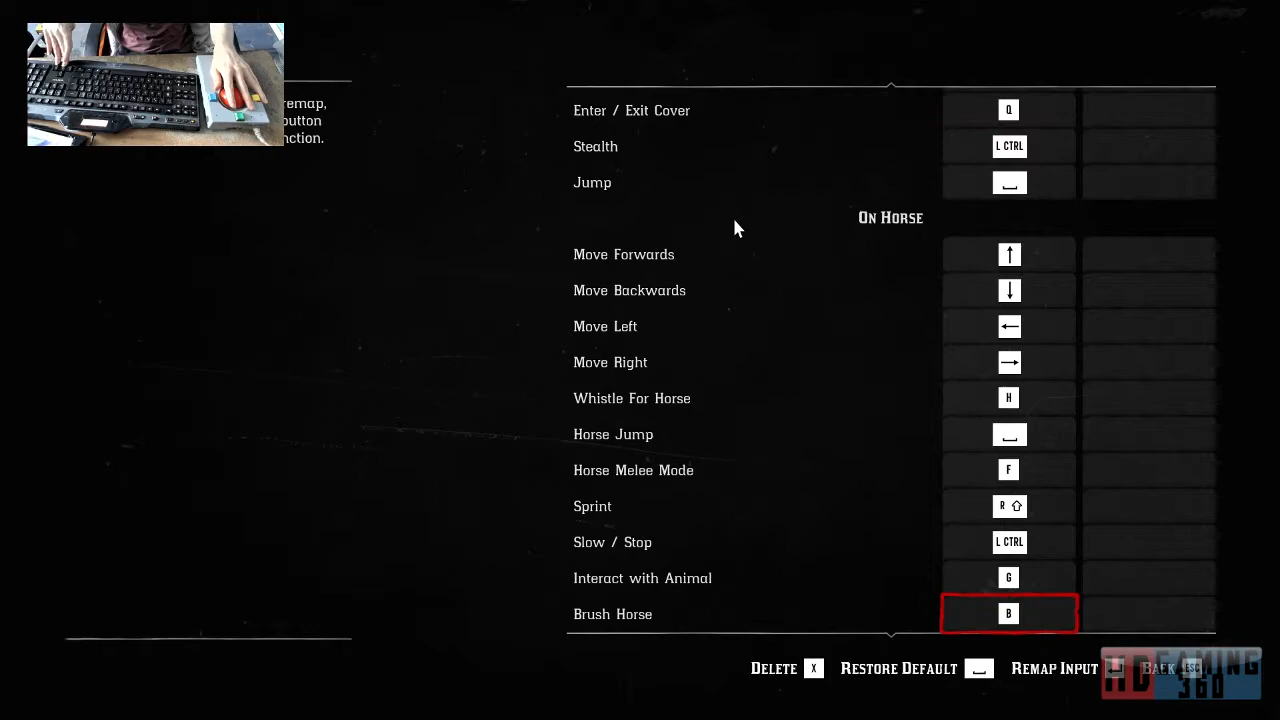 remap,
button
nction.
Enter / Exit Cover Q
Stealth L CTRL
Jump
ON HORSE
Move Forwards ↑
Move Backwards ↓
Move Left ←
Move Right →
Whistle For Horse H
Horse Jump
Horse Melee Mode F
Sprint R ⇧
Slow / Stop L CTRL
Interact with Animal G
Brush Horse B
DELETE X RESTORE DEFAULT REMAP INPUT BACK ESC
HD GAMING
360